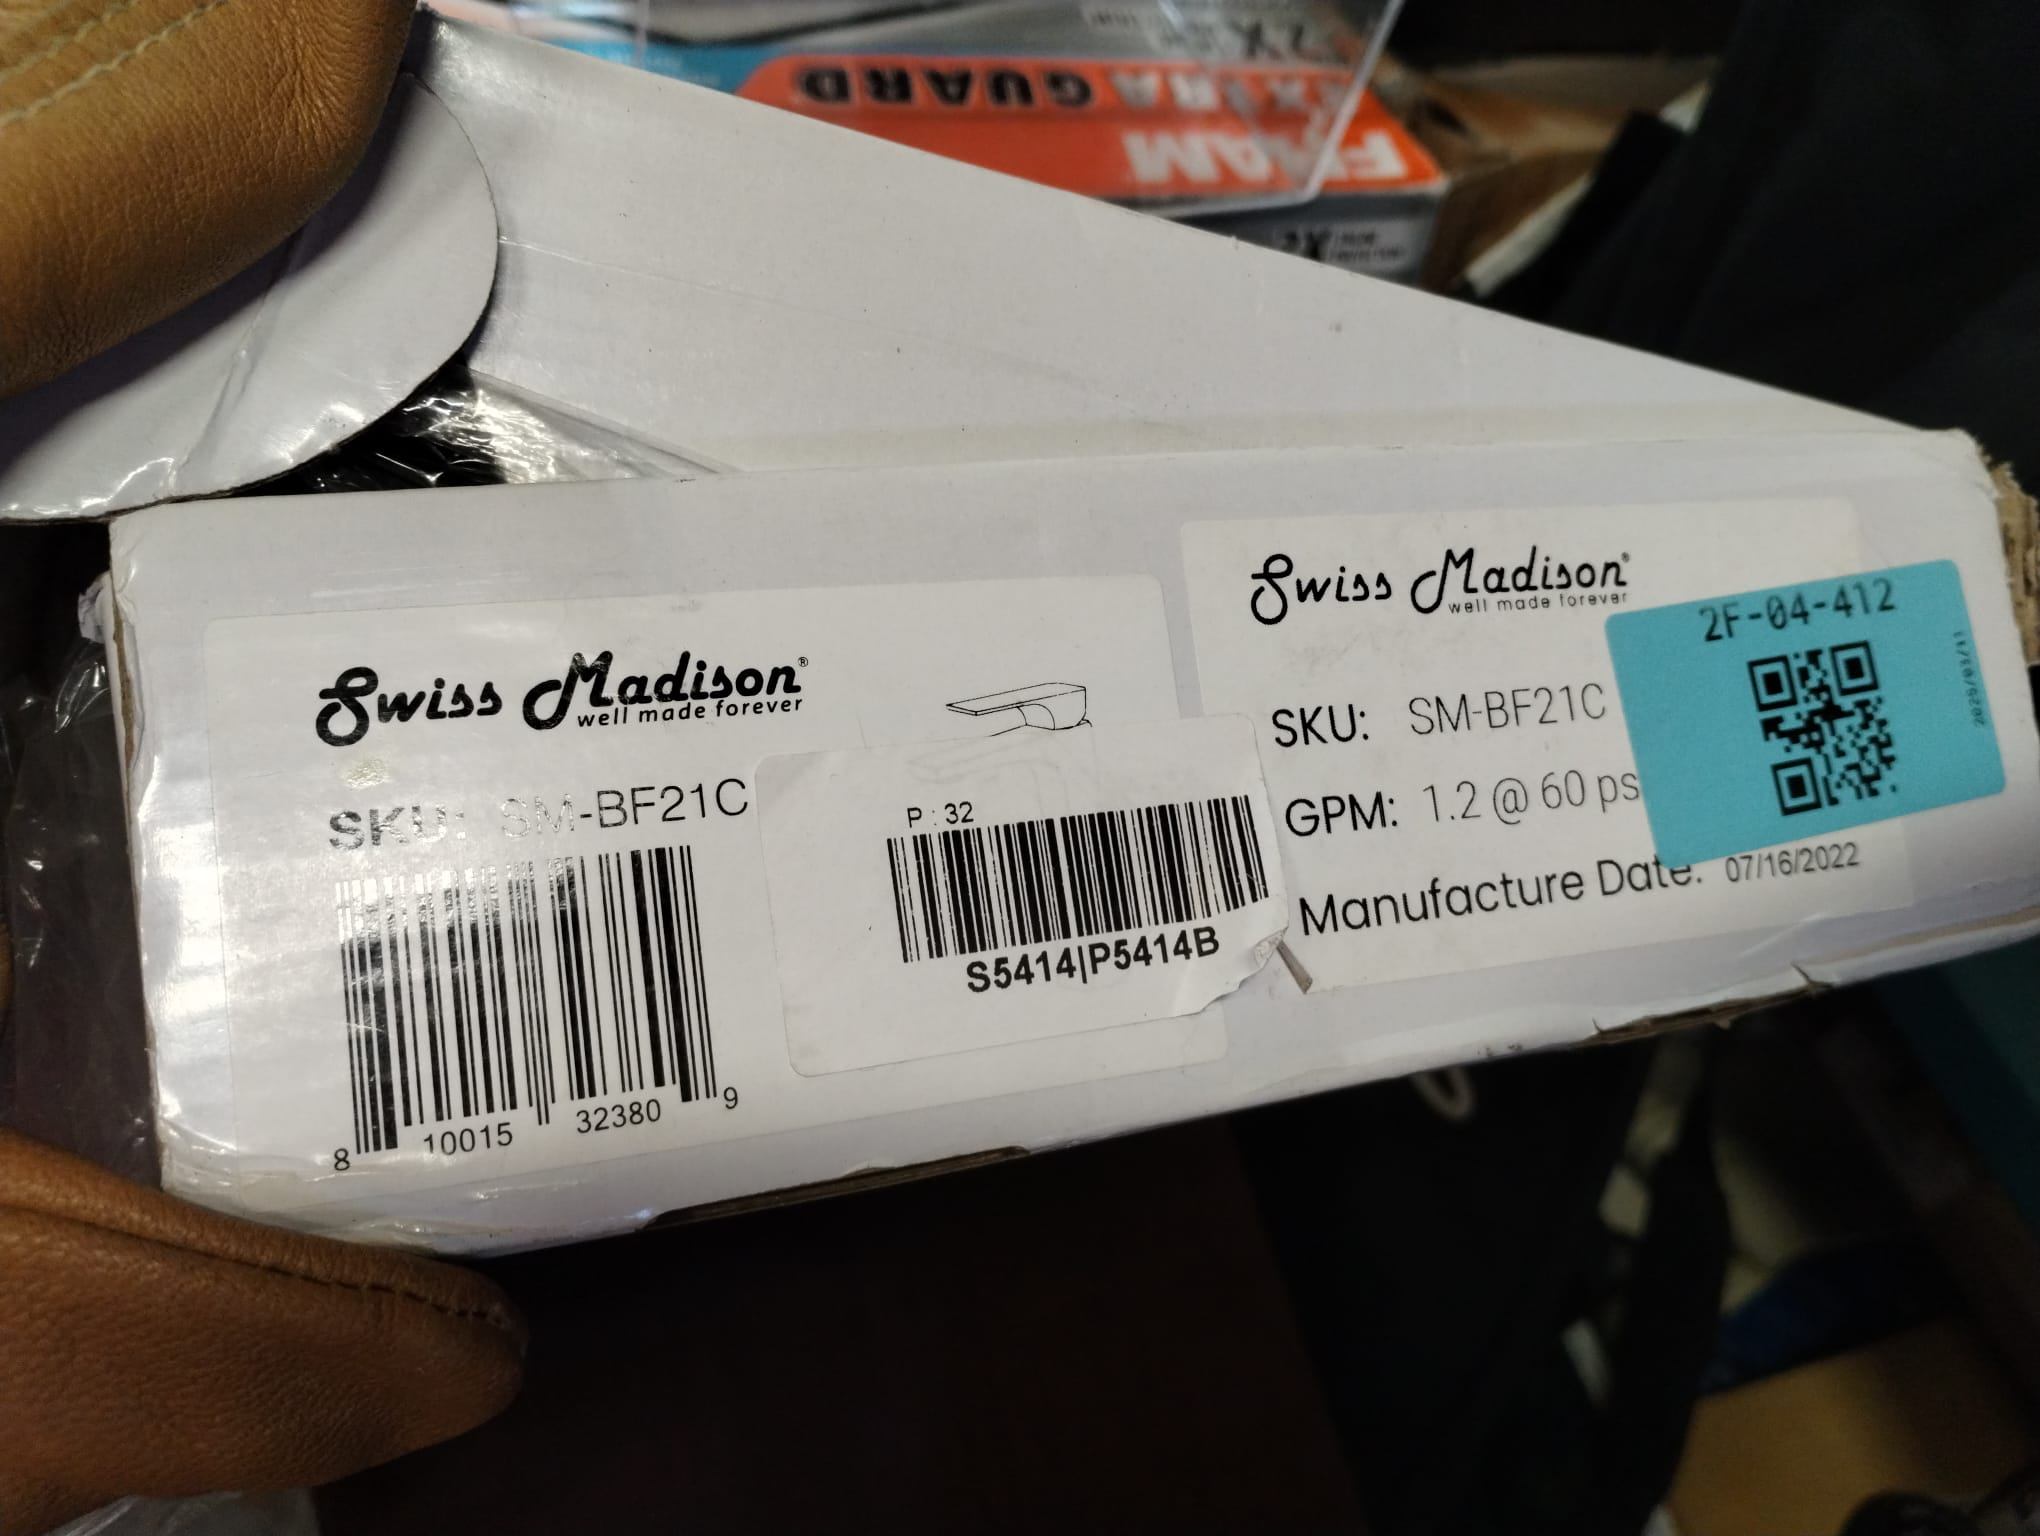 EXTRA GUARD
FRAM
2X
Swiss Madison®
well made forever
SKU: SM-BF21C
8 10015 32380 9
P : 32
S5414|P5414B
Swiss Madison®
well made forever
SKU: SM-BF21C
GPM: 1.2 @ 60 ps
Manufacture Date: 07/16/2022
2F-04-412